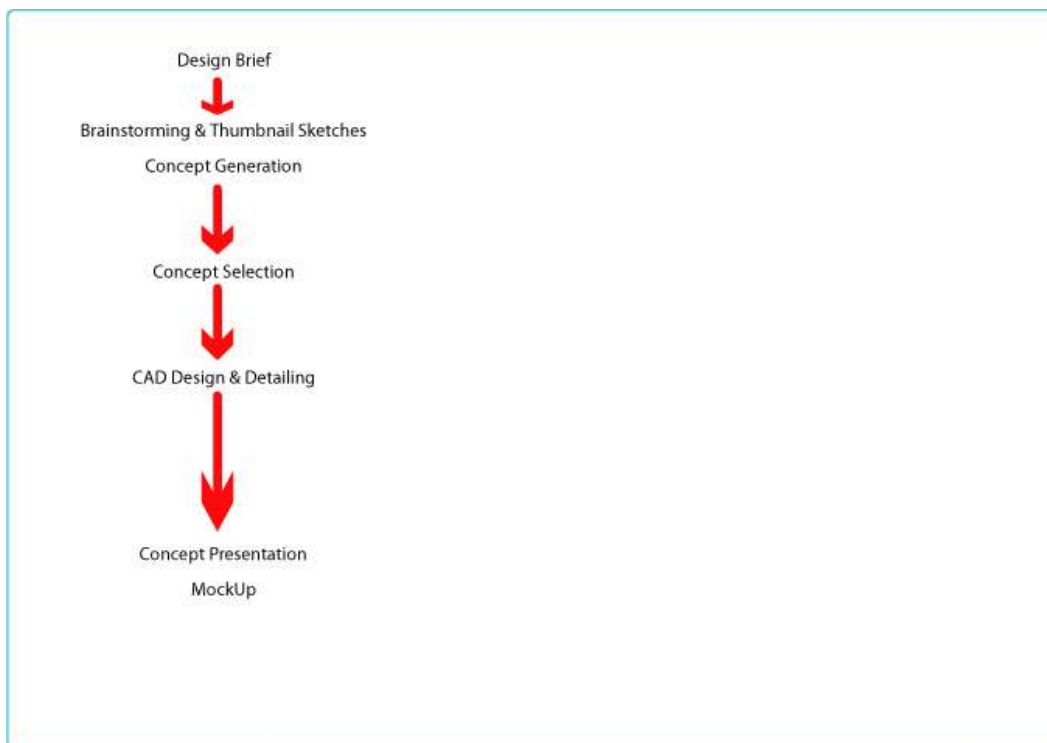 Design Brief
Brainstorming & Thumbnail Sketches
Concept Generation
Concept Selection
CAD Design & Detailing
Concept Presentation
MockUp